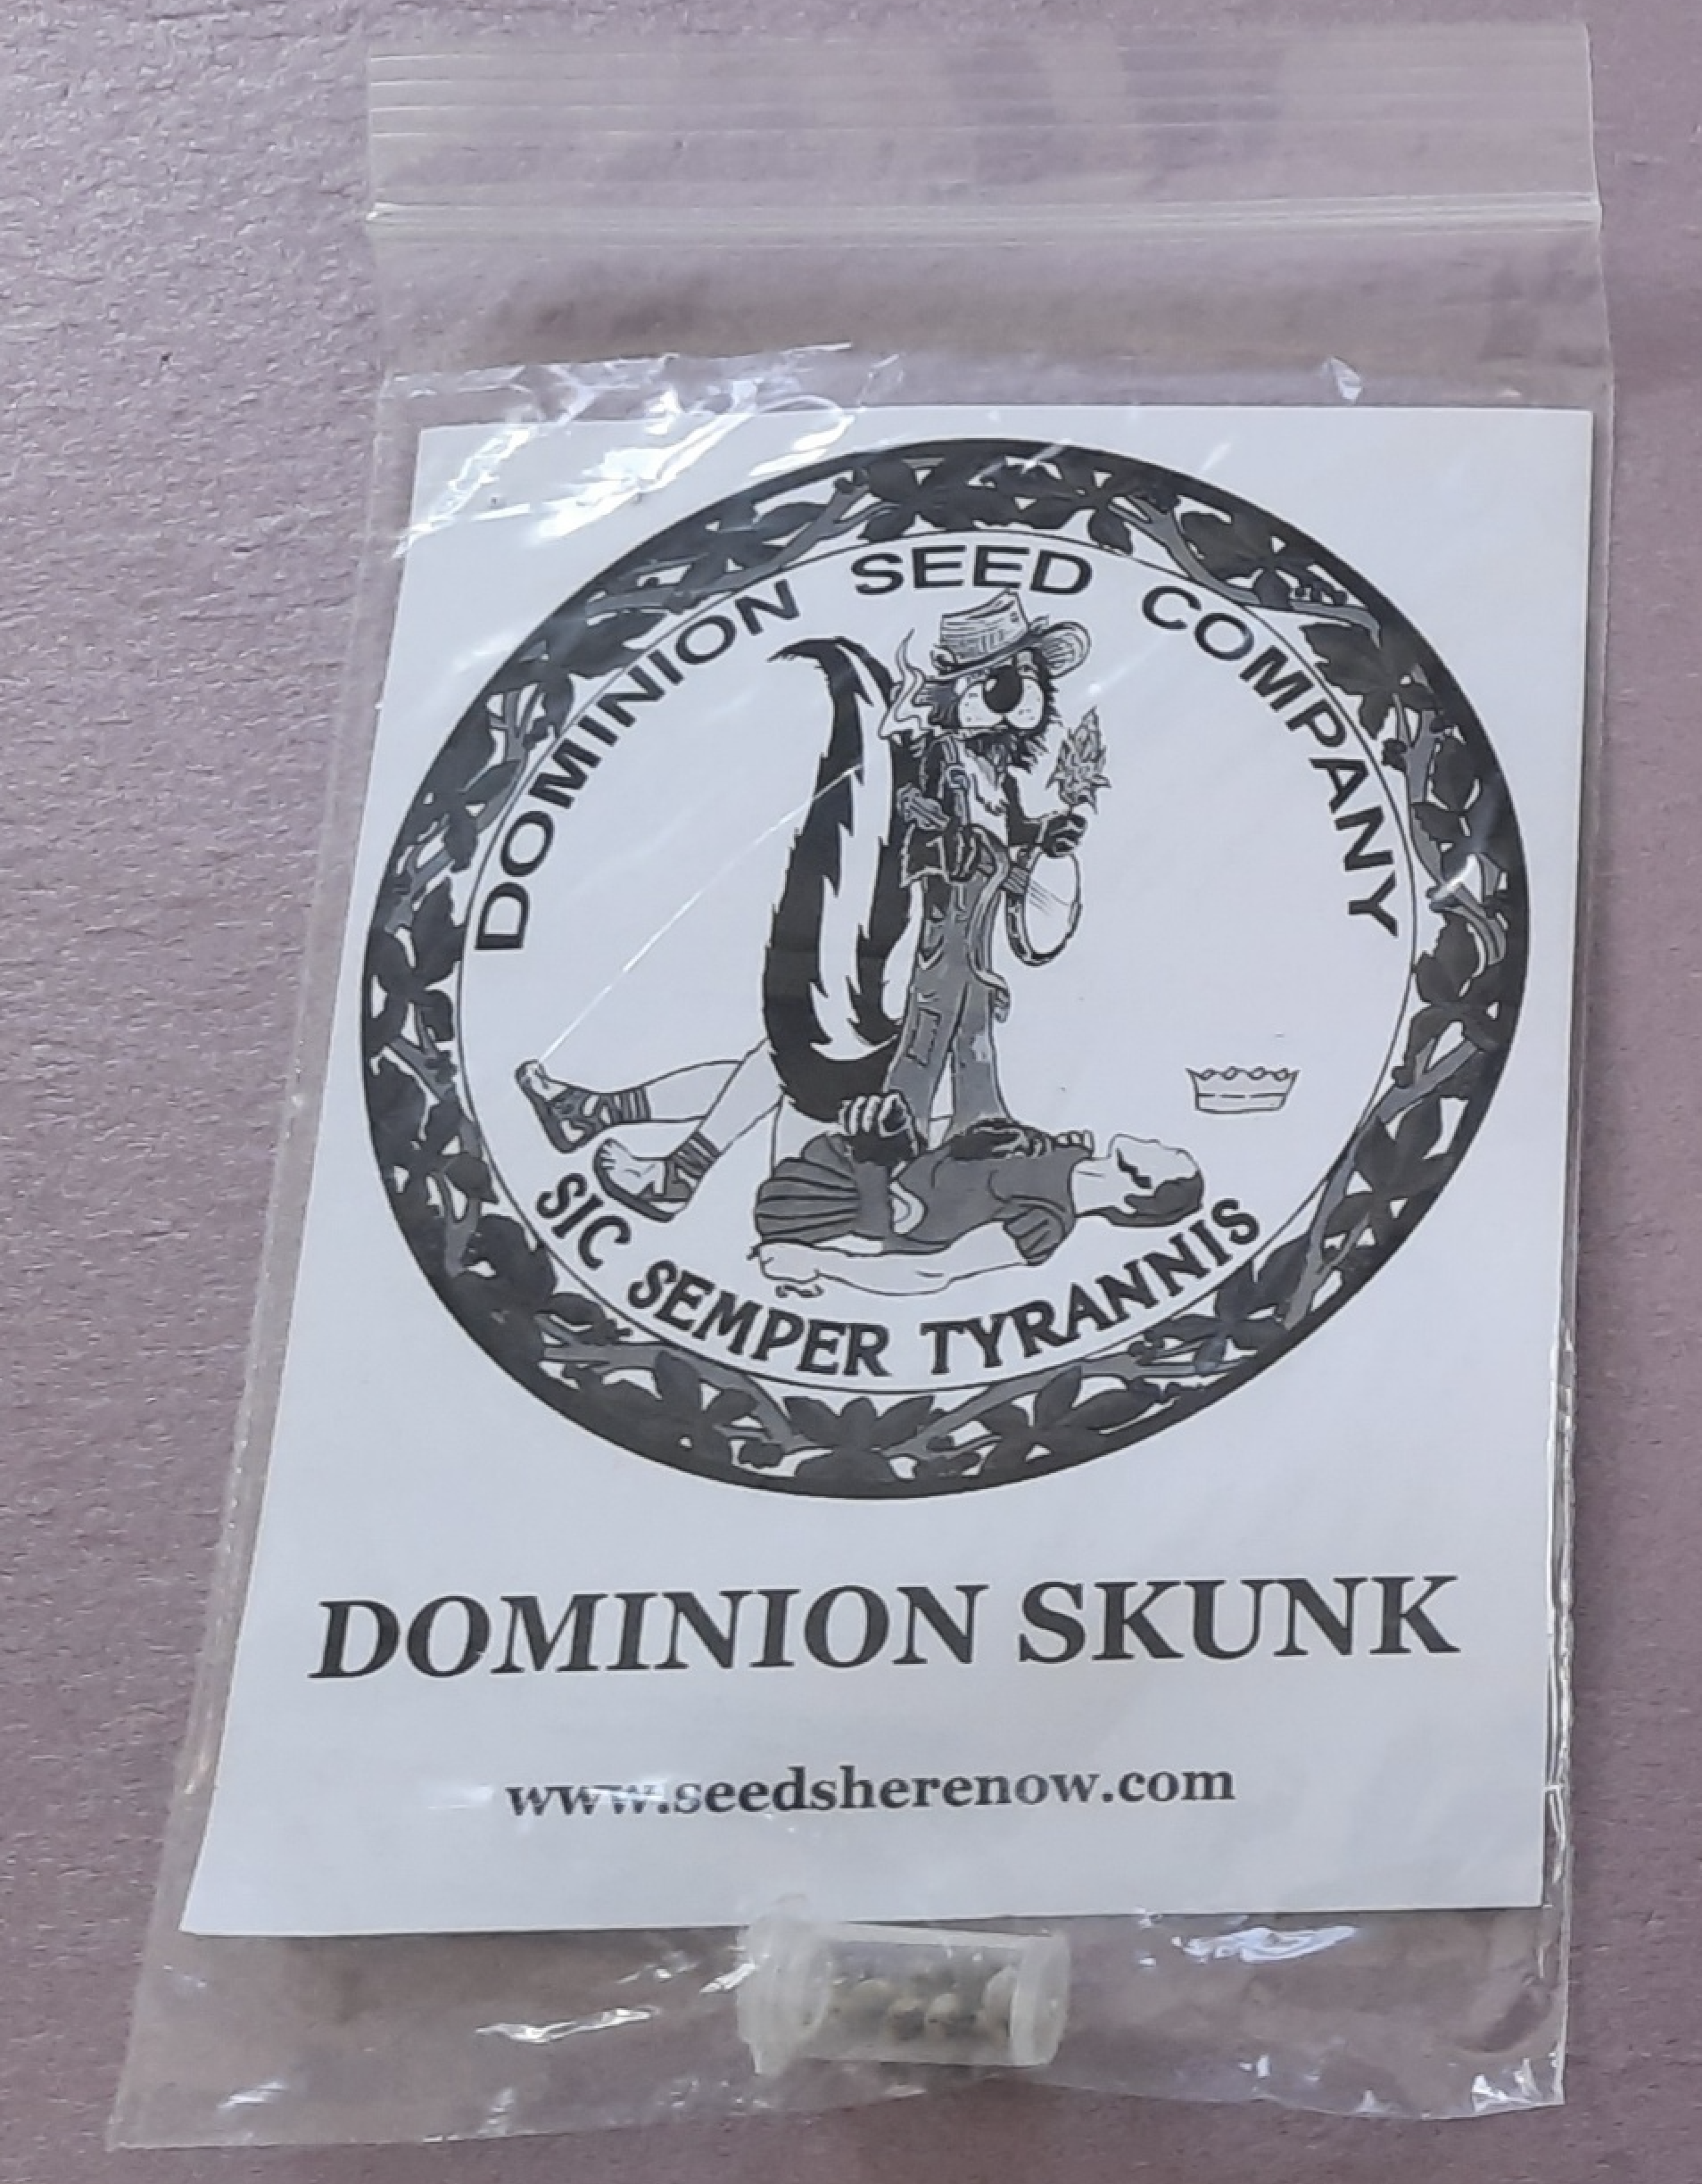 DOMINION SEED COMPANY
SIC SEMPER TYRANNIS
DOMINION SKUNK
www.seedsherenow.com